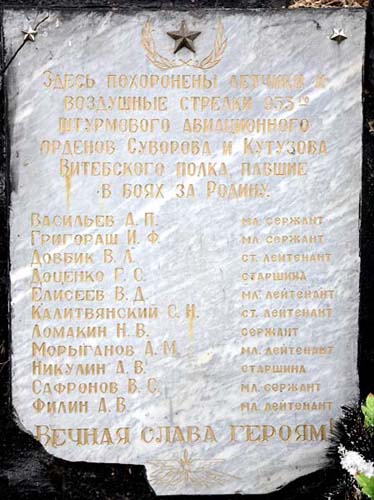 Здесь похоронены летчики и
воздушные стрелки 953го
штурмового авиационного
орденов Суворова и Кутузова
Витебского полка, павшие
в боях за Родину.
Васильев А. П. мл. сержант
Григораш И. Ф. мл. сержант
Довбик В. Л. ст. лейтенант
Доценко Г. С. старшина
Елисеев В. Д мл. лейтенант
Калитвянский С. Н. ст. лейтенант
Ломакин Н. В. сержант
Морыганов А. М. мл. лейтенант
Никулин А. В. старшина
Сафронов В. С. мл. сержант
Филин А. В. мл. лейтенант
Вечная слава героям!